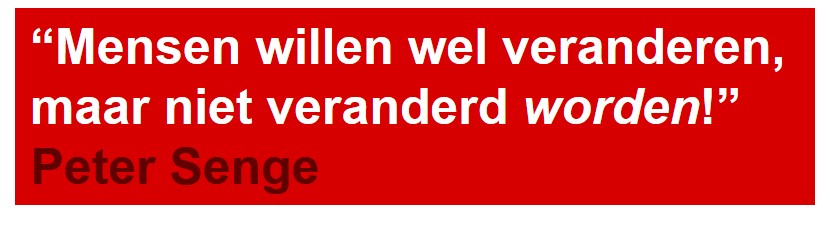 “Mensen willen wel veranderen,
maar niet veranderd worden!”
Peter Senge